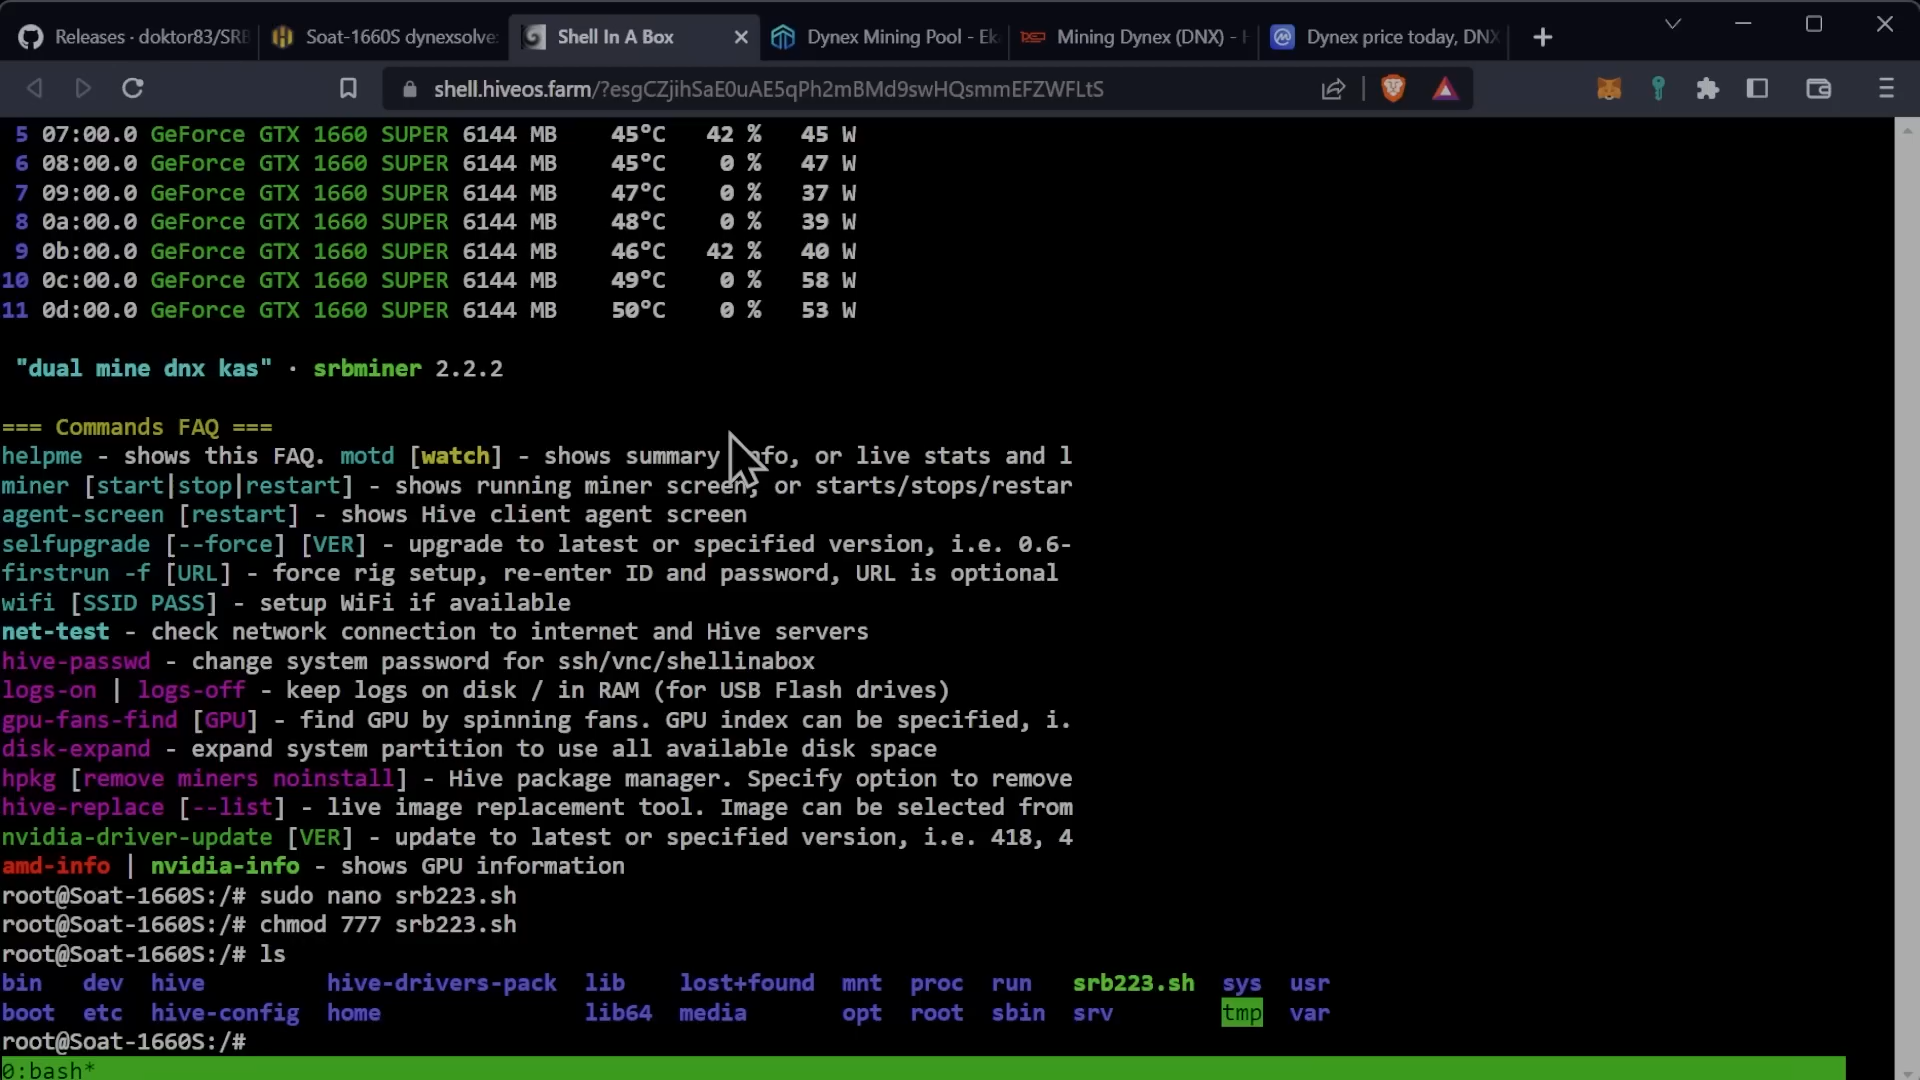 Releases · doktor83/SRB
Soat-1660S dynexsolve
Shell In A Box
Dynex Mining Pool - Ek
Mining Dynex (DNX) -
Dynex price today, DNX
shell.hiveos.farm/?esgCZjihSaE0uAE5qPh2mBMd9swHQsmmEFZWFLtS
5 07:00.0 GeForce GTX 1660 SUPER 6144 MB 45°C 42 % 45 W
6 08:00.0 GeForce GTX 1660 SUPER 6144 MB 45°C 0 % 47 W
7 09:00.0 GeForce GTX 1660 SUPER 6144 MB 47°C 0 % 37 W
8 0a:00.0 GeForce GTX 1660 SUPER 6144 MB 48°C 0 % 39 W
9 0b:00.0 GeForce GTX 1660 SUPER 6144 MB 46°C 42 % 40 W
10 0c:00.0 GeForce GTX 1660 SUPER 6144 MB 49°C 0 % 58 W
11 0d:00.0 GeForce GTX 1660 SUPER 6144 MB 50°C 0 % 53 W
"dual mine dnx kas" · srbminer 2.2.2
=== Commands FAQ ===
helpme - shows this FAQ. motd [watch] - shows summary info, or live stats and l
miner [start|stop|restart] - shows running miner screen, or starts/stops/restar
agent-screen [restart] - shows Hive client agent screen
selfupgrade [--force] [VER] - upgrade to latest or specified version, i.e. 0.6-
firstrun -f [URL] - force rig setup, re-enter ID and password, URL is optional
wifi [SSID PASS] - setup WiFi if available
net-test - check network connection to internet and Hive servers
hive-passwd - change system password for ssh/vnc/shellinabox
logs-on | logs-off - keep logs on disk / in RAM (for USB Flash drives)
gpu-fans-find [GPU] - find GPU by spinning fans. GPU index can be specified, i.
disk-expand - expand system partition to use all available disk space
hpkg [remove miners noinstall] - Hive package manager. Specify option to remove
hive-replace [--list] - live image replacement tool. Image can be selected from
nvidia-driver-update [VER] - update to latest or specified version, i.e. 418, 4
amd-info | nvidia-info - shows GPU information
root@Soat-1660S:/# sudo nano srb223.sh
root@Soat-1660S:/# chmod 777 srb223.sh
root@Soat-1660S:/# ls
bin dev hive hive-drivers-pack lib lost+found mnt proc run srb223.sh sys usr
boot etc hive-config home lib64 media opt root sbin srv tmp var
root@Soat-1660S:/#
0:bash*